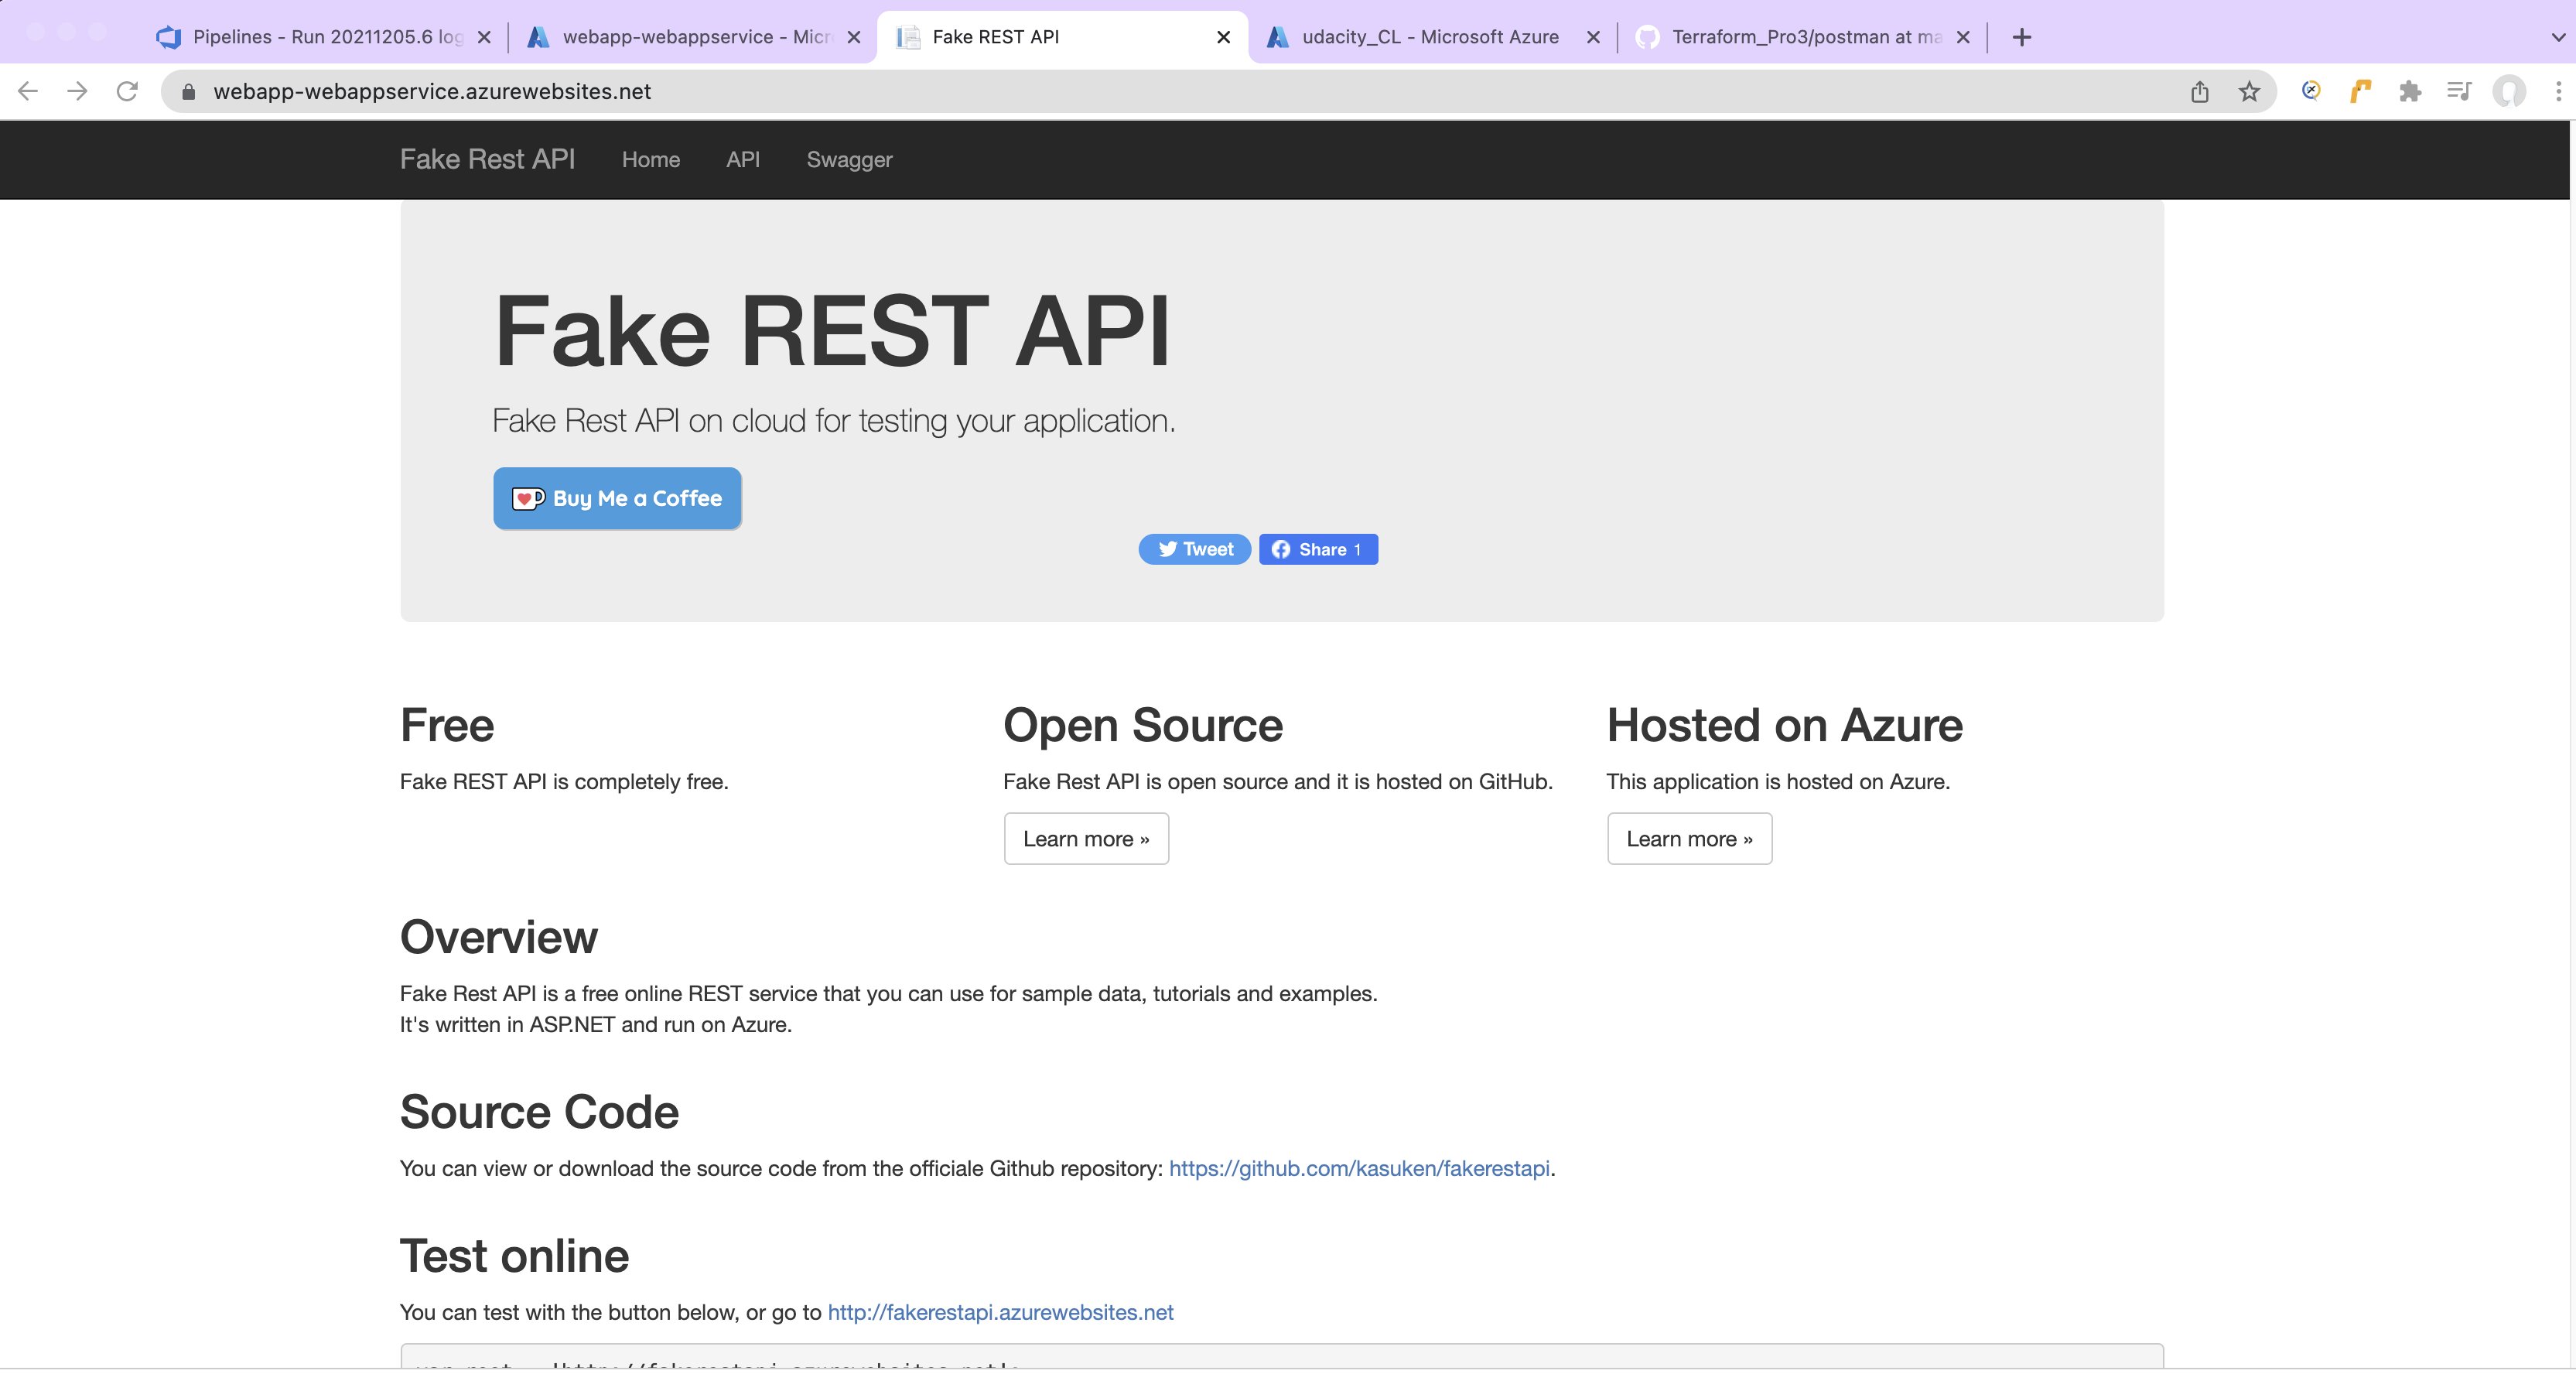 Pipelines - Run 20211205.6 log
webapp-webappservice - Micr
Fake REST API
udacity_CL - Microsoft Azure
Terraform_Pro3/postman at ma
webapp-webappservice.azurewebsites.net
Fake Rest API Home API Swagger
Fake REST API
Fake Rest API on cloud for testing your application.
Buy Me a Coffee
Tweet Share 1
Free
Fake REST API is completely free.
Open Source
Fake Rest API is open source and it is hosted on GitHub.
Learn more »
Hosted on Azure
This application is hosted on Azure.
Learn more »
Overview
Fake Rest API is a free online REST service that you can use for sample data, tutorials and examples.
It's written in ASP.NET and run on Azure.
Source Code
You can view or download the source code from the officiale Github repository: https://github.com/kasuken/fakerestapi.
Test online
You can test with the button below, or go to http://fakerestapi.azurewebsites.net